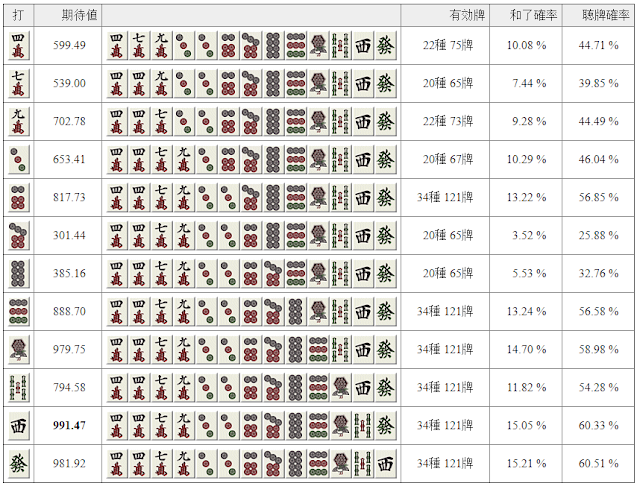 打 期待值 有効牌 和了確率 聴牌確率
四萬 599.49 四萬 七萬 九萬 西 發 22種 75牌 10.08 % 44.71 %
七萬 539.00 四萬 四萬 九萬 西 發 20種 65牌 7.44 % 39.85 %
九萬 702.78 四萬 四萬 七萬 西 發 22種 73牌 9.28 % 44.49 %
653.41 四萬 四萬 七萬 九萬 西 發 20種 67牌 10.29 % 46.04 %
817.73 四萬 四萬 七萬 九萬 西 發 34種 121牌 13.22 % 56.85 %
301.44 四萬 四萬 七萬 九萬 西 發 20種 65牌 3.52 % 25.88 %
385.16 四萬 四萬 七萬 九萬 西 發 20種 65牌 5.53 % 32.76 %
888.70 四萬 四萬 七萬 九萬 西 發 34種 121牌 13.24 % 56.58 %
979.75 四萬 四萬 七萬 九萬 西 發 34種 121牌 14.70 % 58.98 %
794.58 四萬 四萬 七萬 九萬 西 發 34種 121牌 11.82 % 54.28 %
西 991.47 四萬 四萬 七萬 九萬 發 34種 121牌 15.05 % 60.33 %
發 981.92 四萬 四萬 七萬 九萬 西 34種 121牌 15.21 % 60.51 %